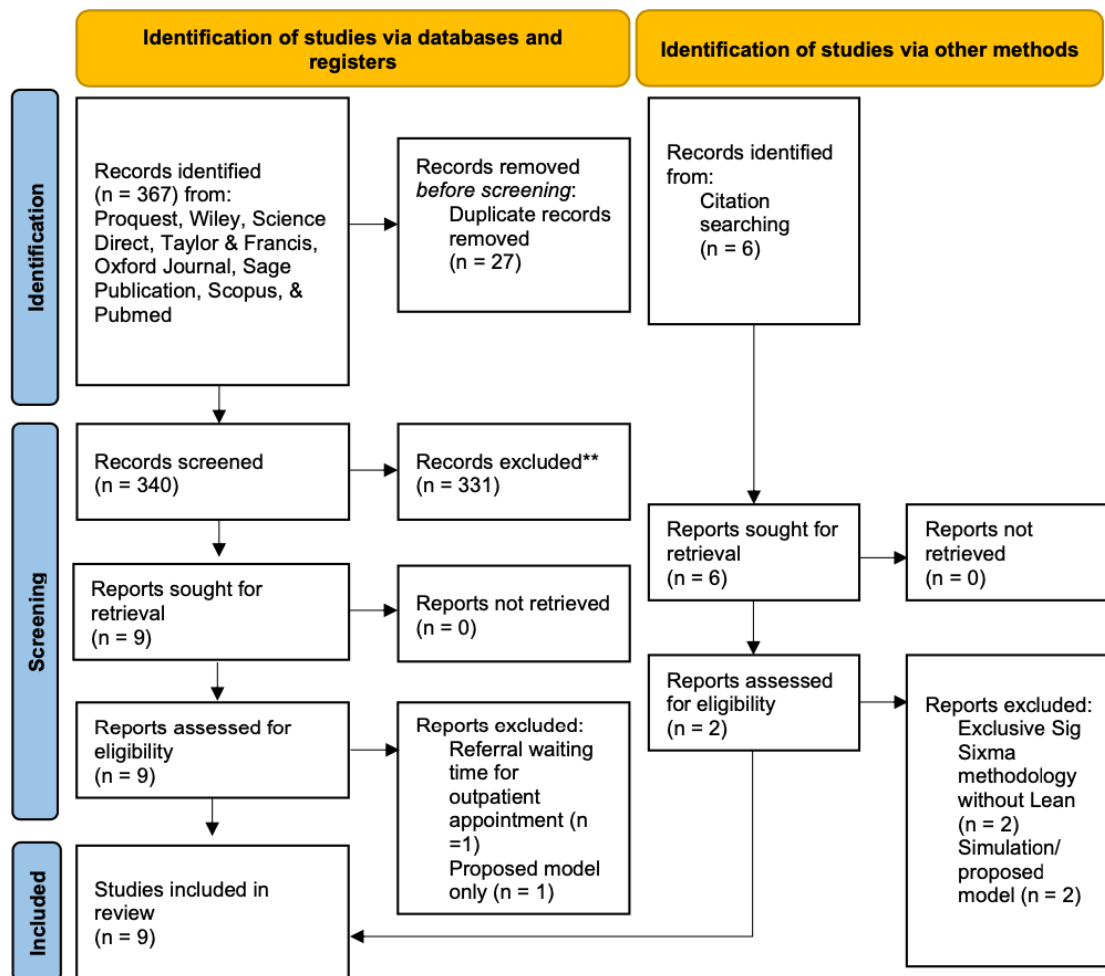 Identification of studies via databases and
registers
Identification of studies via other methods
Identification
Records identified
(n = 367) from:
Proquest, Wiley, Science
Direct, Taylor & Francis,
Oxford Journal, Sage
Publication, Scopus, &
Pubmed
Records removed
before screening:
Duplicate records
removed
(n = 27)
Records identified
from:
Citation
searching
(n = 6)
Screening
Records screened
(n = 340)
Records excluded**
(n = 331)
Reports sought for
retrieval
(n = 9)
Reports not retrieved
(n = 0)
Reports sought for
retrieval
(n = 6)
Reports not
retrieved
(n = 0)
Reports assessed for
eligibility
(n = 9)
Reports excluded:
Referral waiting
time for
outpatient
appointment (n
=1)
Proposed model
only (n = 1)
Reports assessed
for eligibility
(n = 2)
Reports excluded:
Exclusive Sig
Sixma
methodology
without Lean
(n = 2)
Simulation/
proposed
model (n = 2)
Included
Studies included in
review
(n = 9)